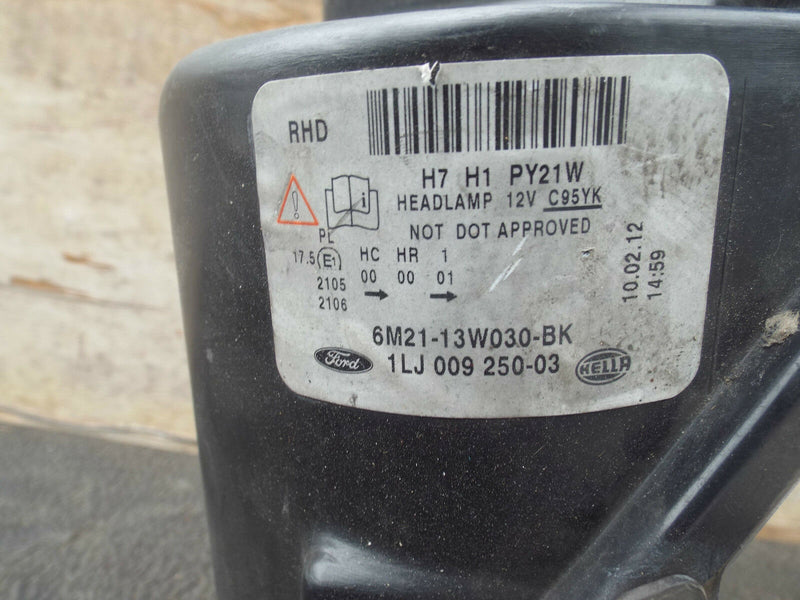 RHD
H7 H1 PY21W
HEADLAMP 12V C95YK
NOT DOT APPROVED
PL
17.5 E1 HC HR 1
2105 00 00 01
2106
10.02.12
14:59
6M21-13W030-BK
Ford 1LJ 009 250-03 HELLA